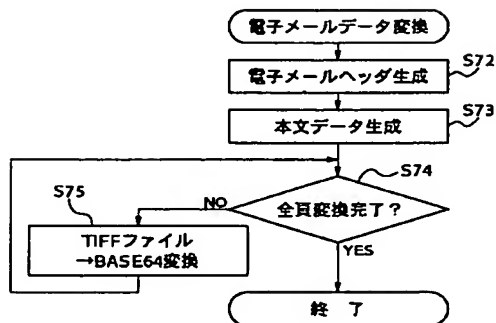 電子メールデータ変換
S72
電子メールヘッダ生成
S73
本文データ生成
S74
全頁変換完了？
NO
YES
S75
TIFFファイル
→BASE64変換
終　了